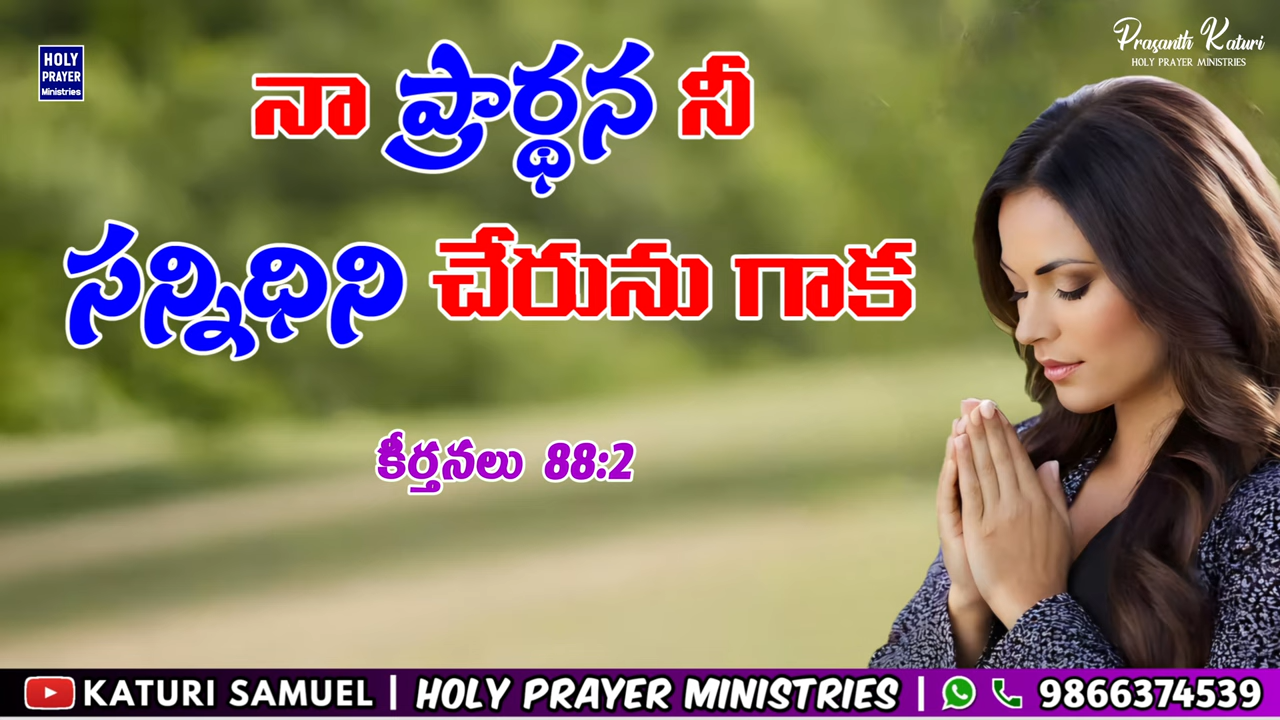 HOLY
PRAYER
Ministries
Prasanth Katuri
HOLY PRAYER MINISTRIES
నా ప్రార్థన నీ
సన్నిధిని చేరును గాక
కీర్తనలు 88:2
KATURI SAMUEL | HOLY PRAYER MINISTRIES | 9866374539